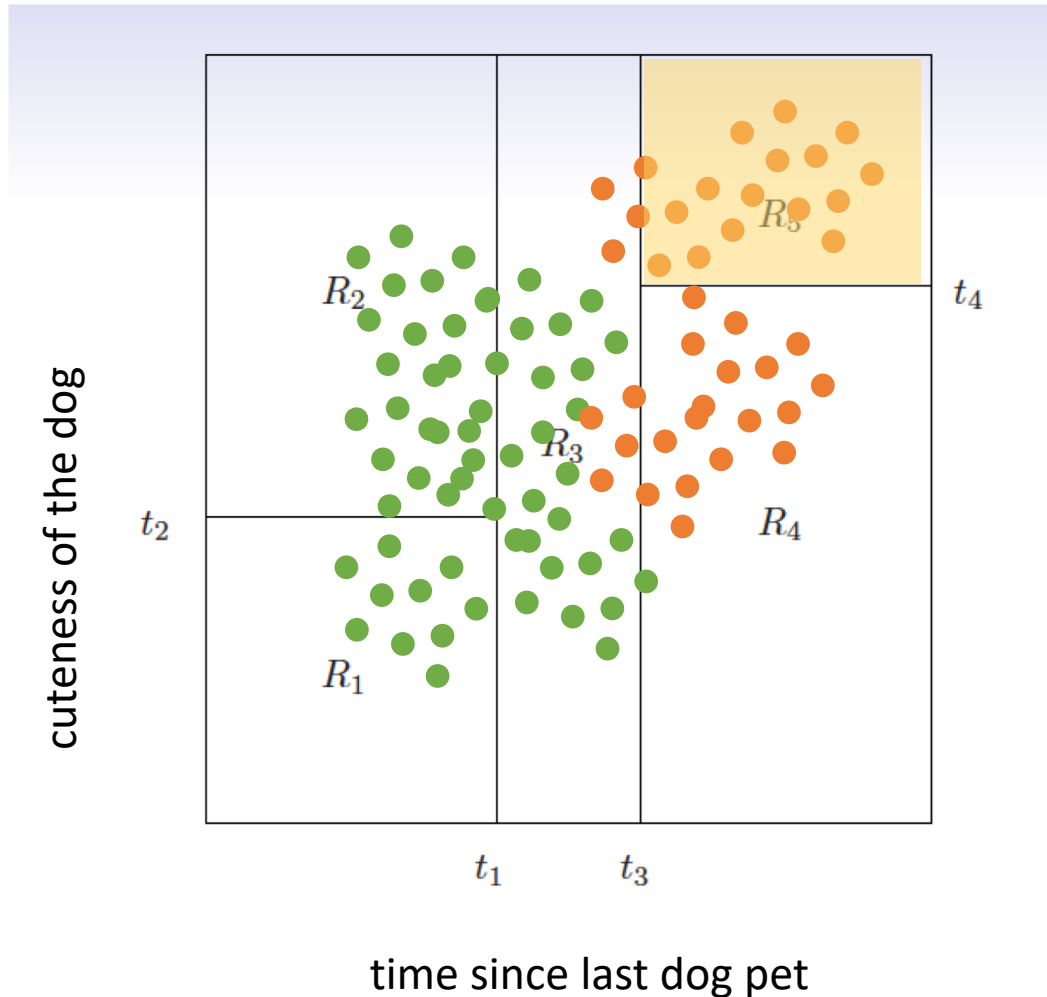 R5
R2
t4
R3
t2
R4
R1
t1
t3
cuteness of the dog
time since last dog pet